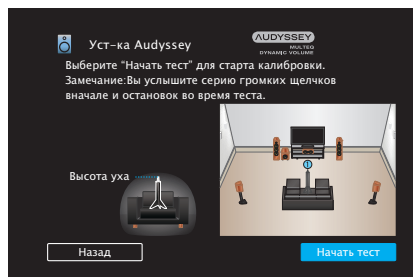 Уст-ка Audyssey
AUDYSSEY
MULTEQ
DYNAMIC VOLUME
Выберите “Начать тест” для старта калибровки.
Замечание:Вы услышите серию громких щелчков
вначале и остановок во время теста.
Высота уха
1
Назад
Начать тест